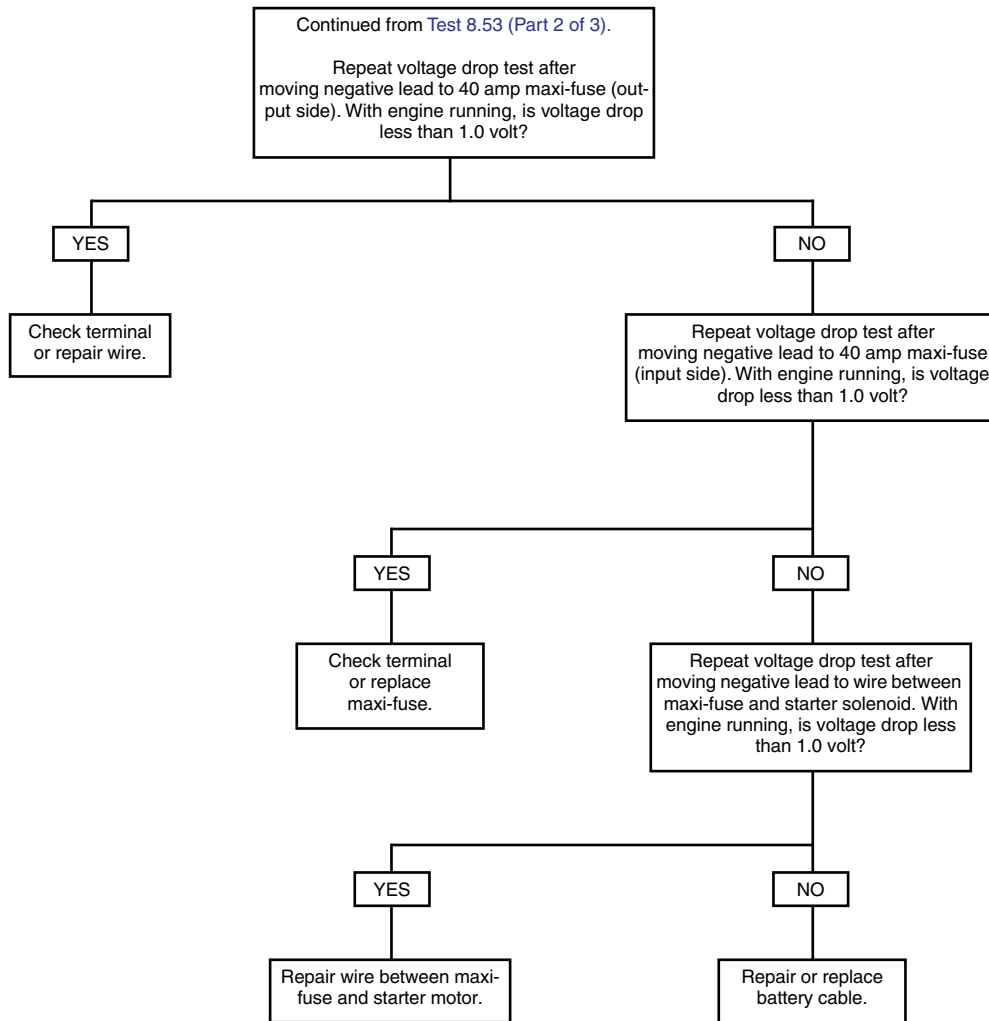 Continued from Test 8.53 (Part 2 of 3).
Repeat voltage drop test after
moving negative lead to 40 amp maxi-fuse (out-
put side). With engine running, is voltage drop
less than 1.0 volt?
YES
NO
Check terminal
or repair wire.
Repeat voltage drop test after
moving negative lead to 40 amp maxi-fuse
(input side). With engine running, is voltage
drop less than 1.0 volt?
YES
NO
Check terminal
or replace
maxi-fuse.
Repeat voltage drop test after
moving negative lead to wire between
maxi-fuse and starter solenoid. With
engine running, is voltage drop less
than 1.0 volt?
YES
NO
Repair wire between maxi-
fuse and starter motor.
Repair or replace
battery cable.